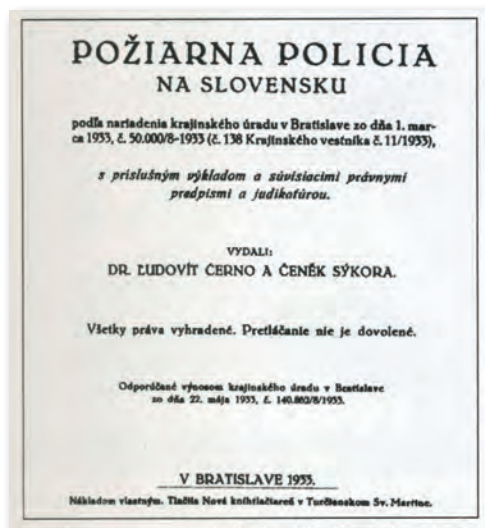 POŽIARNA POLICIA
NA SLOVENSKU
podľa nariadenia krajinského úradu v Bratislave zo dňa 1. mar-
ca 1933, č. 50.000/8-1933 (č. 138 Krajinského vestníka č. 11/1933),
s príslušným výkladom a súvisiacimi právnymi
predpismi a judikatúrou.
VYDALI:
DR. ĽUDOVÍT ČERNO A ČENĚK SÝKORA.
Všetky práva vyhradené. Pretláčanie nie je dovolené.
Odporúčané výnosom krajinského úradu v Bratislave
zo dňa 22. mája 1933, č. 140.862/8/1933.
V BRATISLAVE 1933.
Nákladom vlastným. Tlačila Nová kníhtlačiareň v Turčianskom Sv. Martine.